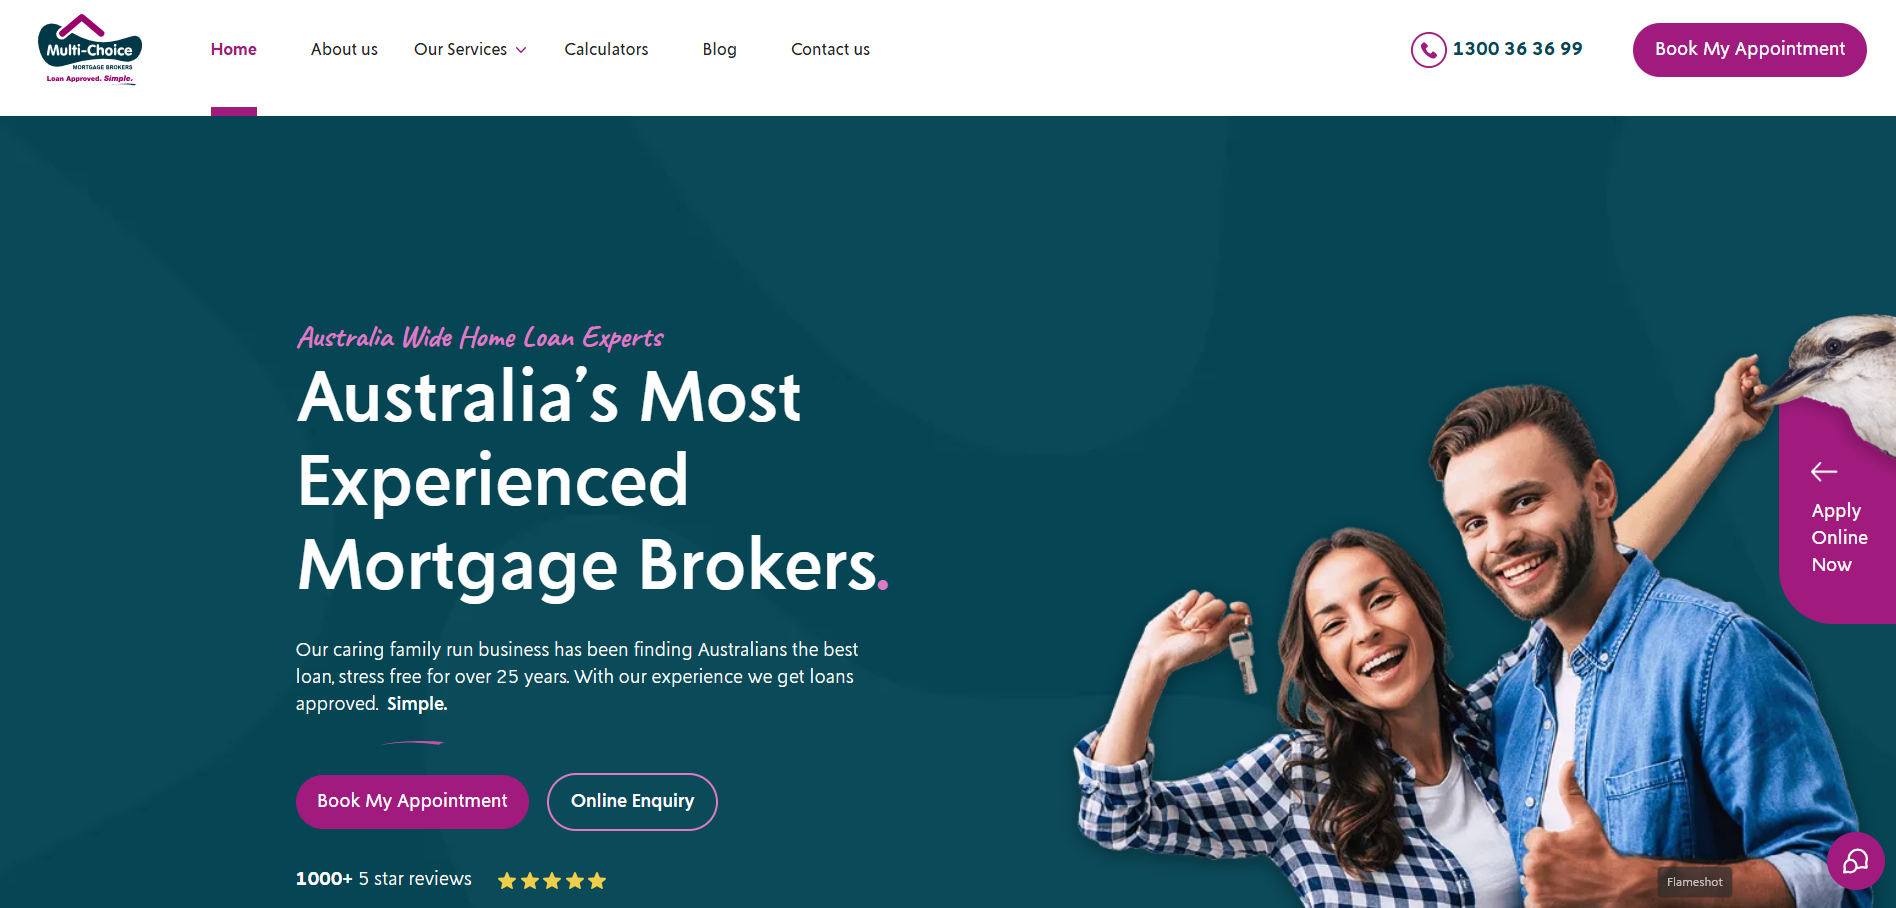 Multi-Choice
MORTGAGE BROKERS
Loan Approved. Simple.
Home
About us
Our Services
Calculators
Blog
Contact us
1300 36 36 99
Book My Appointment
Australia Wide Home Loan Experts
Australia’s Most
Experienced
Mortgage Brokers.
Our caring family run business has been finding Australians the best
loan, stress free for over 25 years. With our experience we get loans
approved. Simple.
Book My Appointment
Online Enquiry
1000+ 5 star reviews
Apply
Online
Now
Flameshot